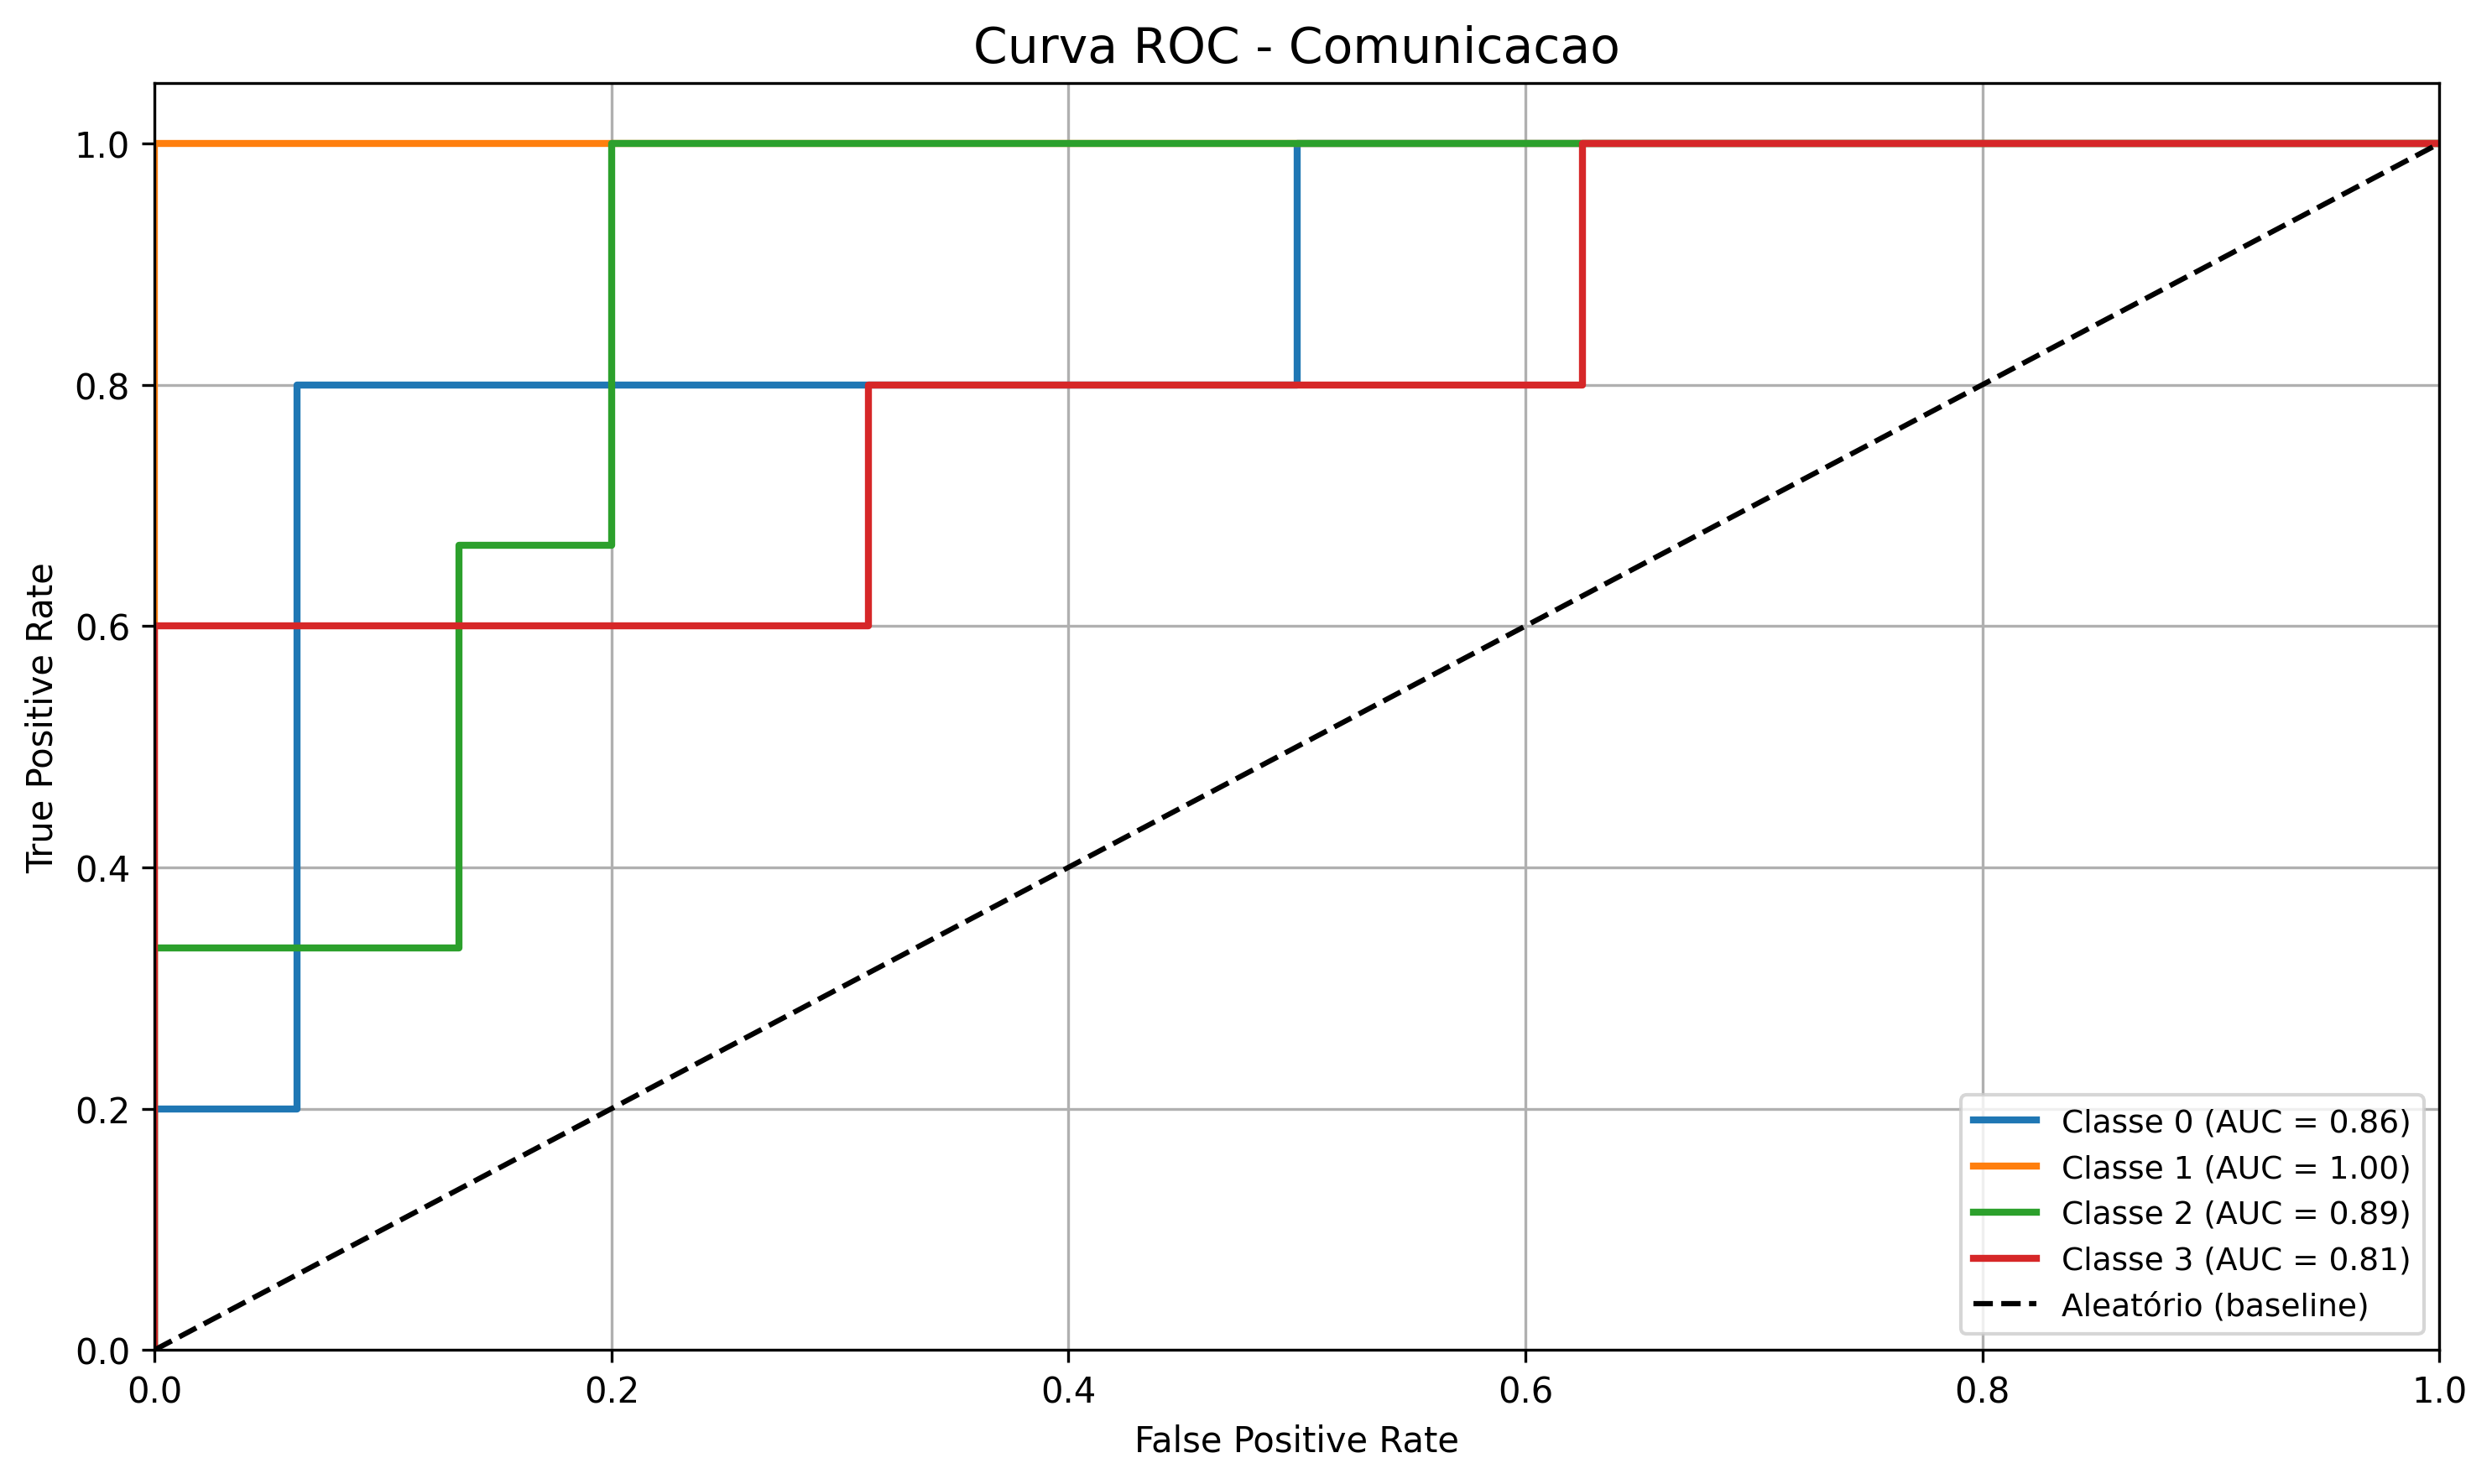 Curva ROC - Comunicacao
True Positive Rate
1.0
0.8
0.6
0.4
0.2
0.0
0.0 0.2 0.4 0.6 0.8 1.0
False Positive Rate
Classe 0 (AUC = 0.86)
Classe 1 (AUC = 1.00)
Classe 2 (AUC = 0.89)
Classe 3 (AUC = 0.81)
Aleatório (baseline)